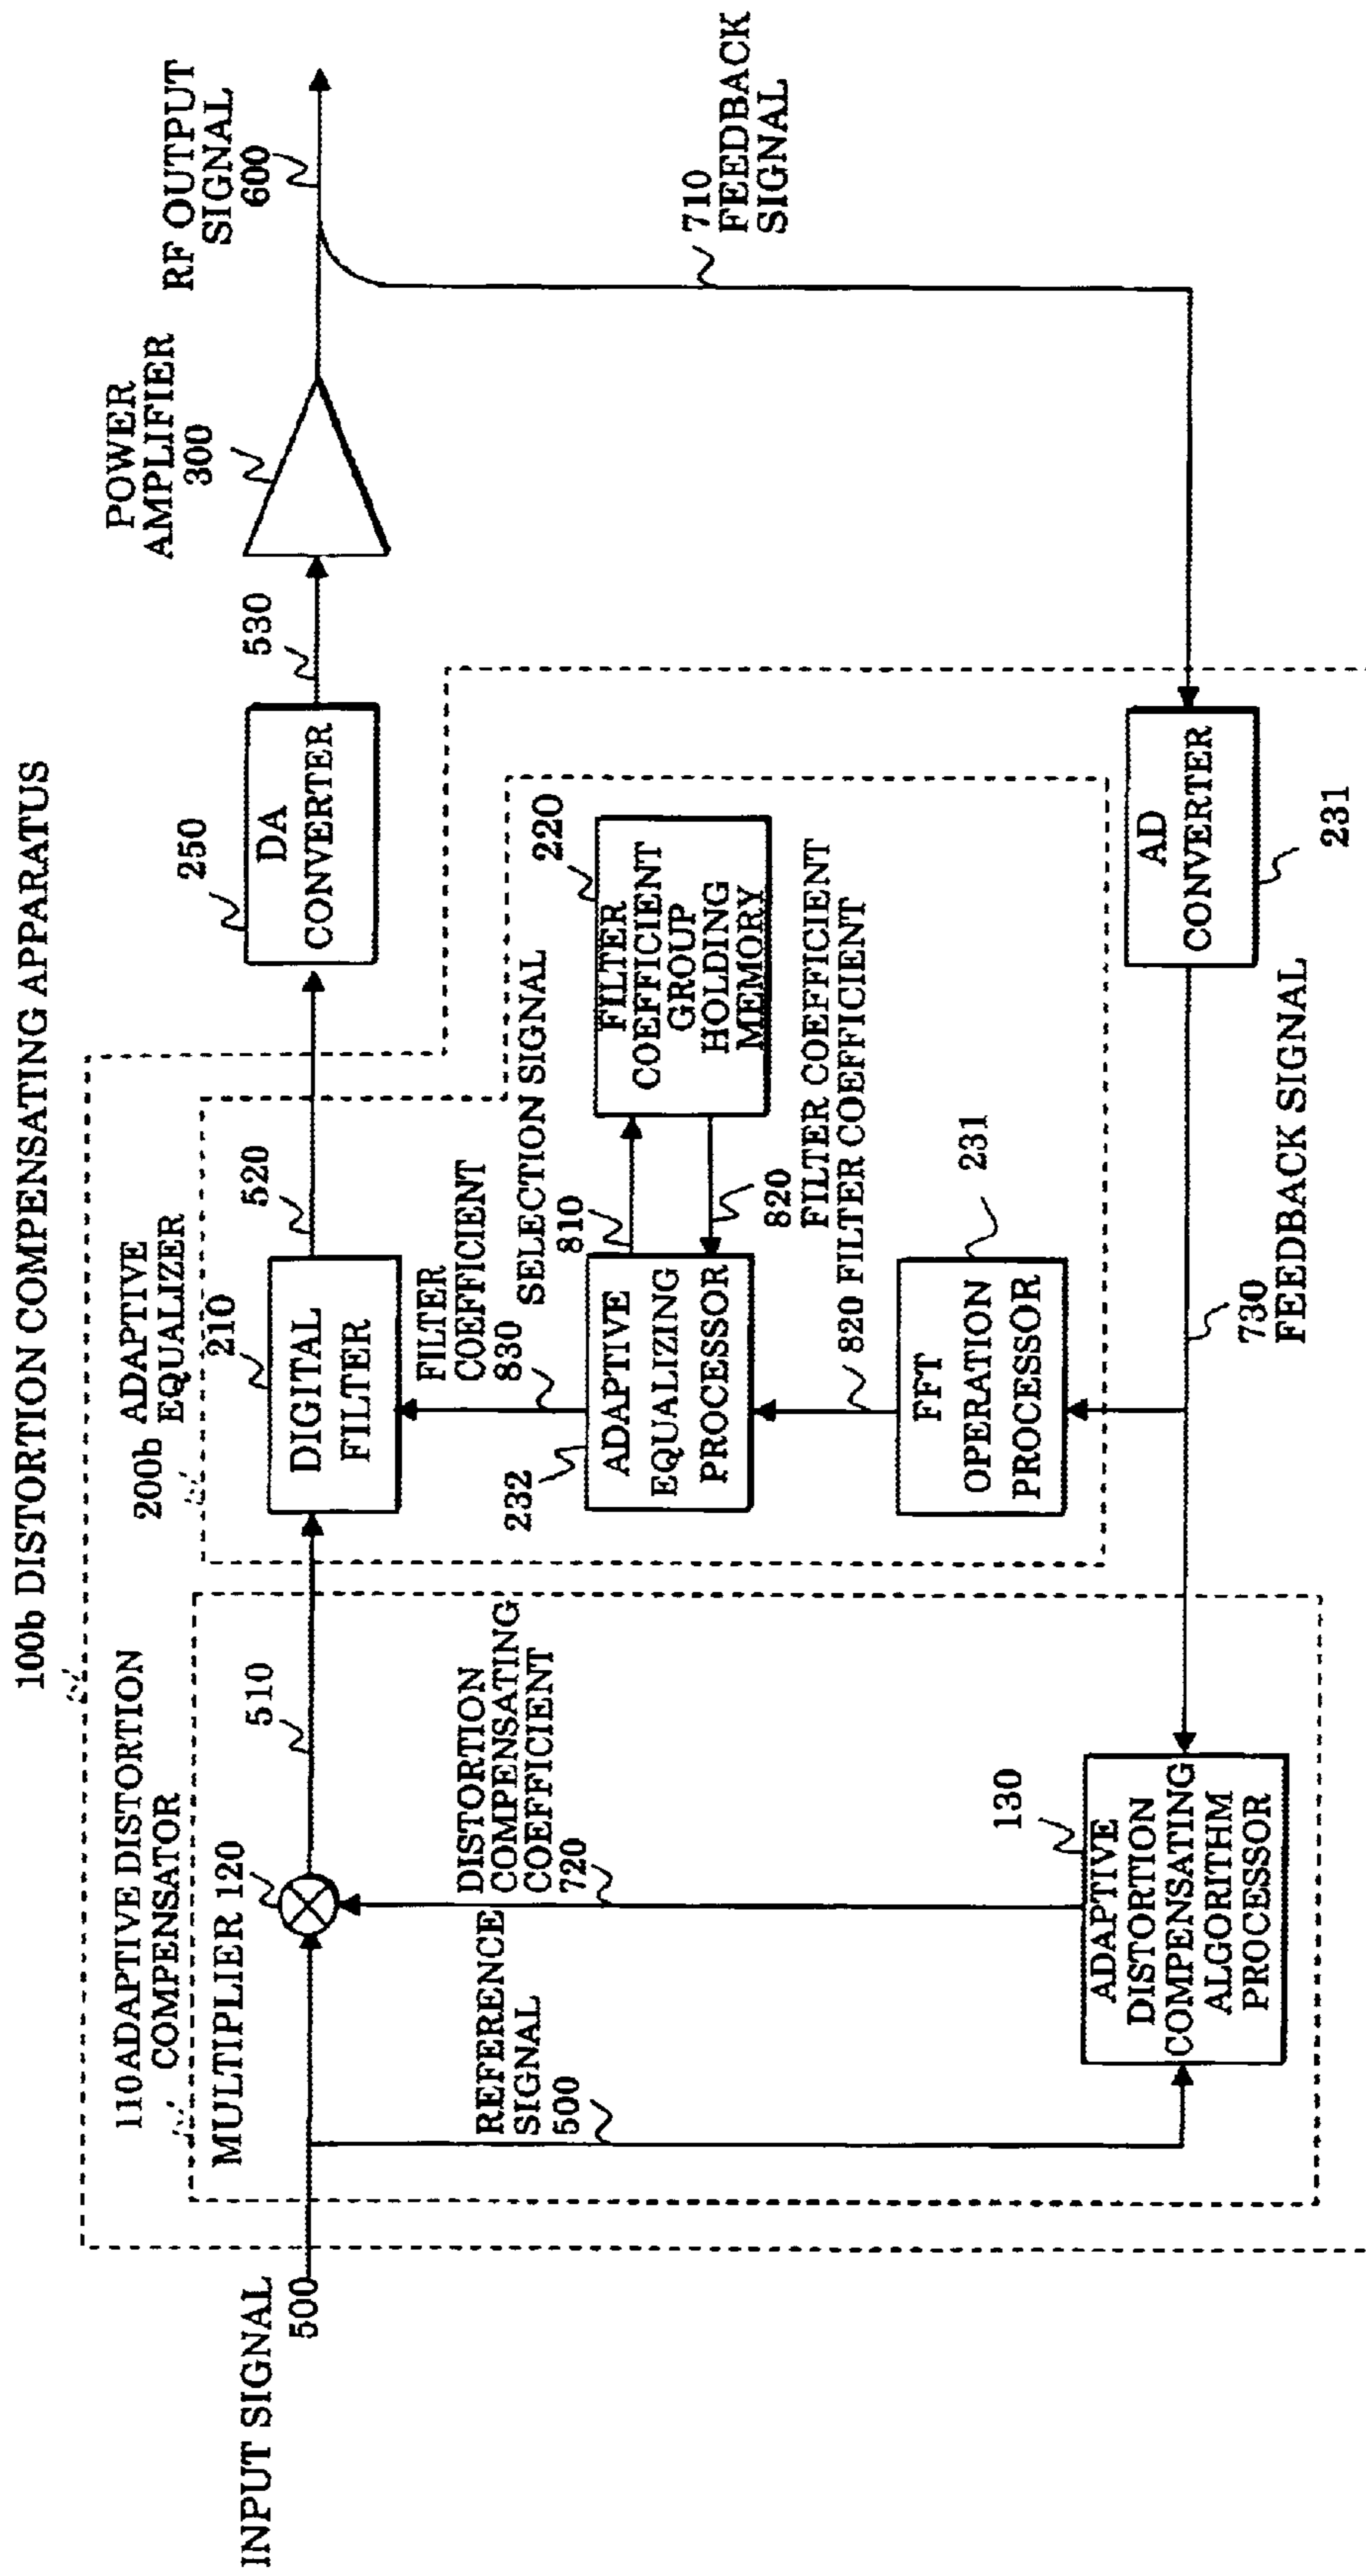 100b DISTORTION COMPENSATING APPARATUS
110ADAPTIVE DISTORTION
COMPENSATOR
200b ADAPTIVE
EQUALIZER
INPUT SIGNAL
500
MULTIPLIER 120
510
210
DIGITAL
FILTER
520
250
DA
CONVERTER
530
POWER
AMPLIFIER
300
RF OUTPUT
SIGNAL
600
REFERENCE
SIGNAL
500
DISTORTION
COMPENSATING
COEFFICIENT
720
FILTER
COEFFICIENT
830
SELECTION SIGNAL
810
232
ADAPTIVE
EQUALIZING
PROCESSOR
220
FILTER
COEFFICIENT
GROUP
HOLDING
MEMORY
820
FILTER COEFFICIENT
820 FILTER COEFFICIENT
231
FFT
OPERATION
PROCESSOR
710
FEEDBACK
SIGNAL
130
ADAPTIVE
DISTORTION
COMPENSATING
ALGORITHM
PROCESSOR
730
FEEDBACK SIGNAL
AD
CONVERTER
231